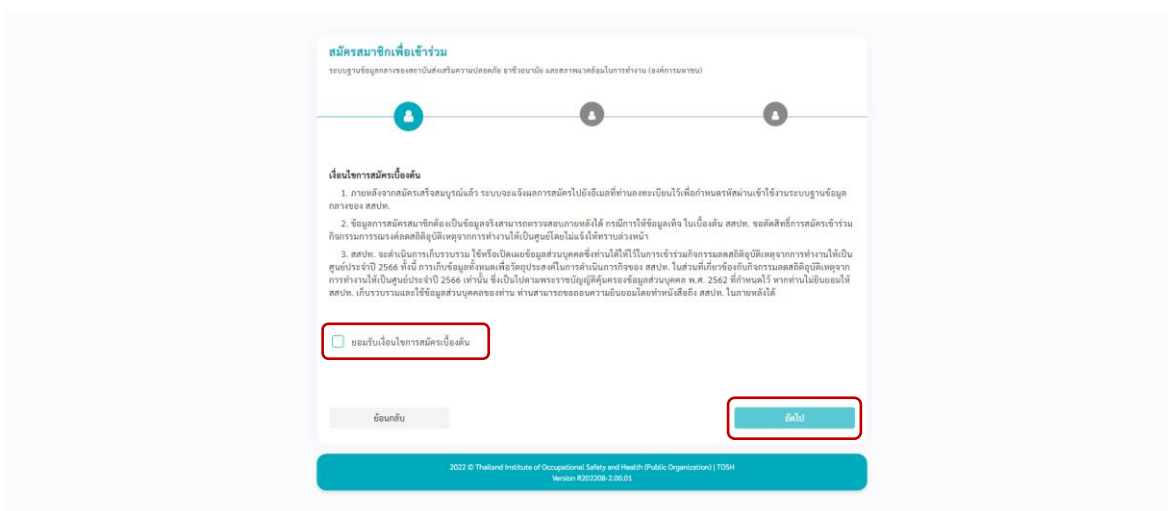 สมัครสมาชิกเพื่อเข้าร่วม
ระบบฐานข้อมูลกลางของสถาบันส่งเสริมความปลอดภัย อาชีวอนามัย และสภาพแวดล้อมในการทำงาน (องค์การมหาชน)
เงื่อนไขการสมัครเบื้องต้น
1. ภายหลังจากสมัครเสร็จสมบูรณ์แล้ว ระบบจะแจ้งผลการสมัครไปยังอีเมลที่ท่านลงทะเบียนไว้เพื่อกำหนดรหัสผ่านเข้าใช้งานระบบฐานข้อมูล
กลางของ สสปท.
2. ข้อมูลการสมัครสมาชิกต้องเป็นข้อมูลจริงสามารถตรวจสอบภายหลังได้ กรณีการให้ข้อมูลเท็จ ในเบื้องต้น สสปท. ขอตัดสิทธิ์การสมัครเข้าร่วม
กิจกรรมการรณรงค์ลดสถิติอุบัติเหตุจากการทำงานให้เป็นศูนย์โดยไม่แจ้งให้ทราบล่วงหน้า
3. สสปท. จะดำเนินการเก็บรวบรวม ใช้หรือเปิดเผยข้อมูลส่วนบุคคลซึ่งท่านได้ให้ไว้ในการเข้าร่วมกิจกรรมลดสถิติอุบัติเหตุจากการทำงานให้เป็น
ศูนย์ประจำปี 2566 ทั้งนี้ การเก็บข้อมูลทั้งหมดเพื่อวัตถุประสงค์ในการดำเนินภารกิจของ สสปท. ในส่วนที่เกี่ยวข้องกับกิจกรรมลดสถิติอุบัติเหตุจาก
การทำงานให้เป็นศูนย์ประจำปี 2566 เท่านั้น ซึ่งเป็นไปตามพระราชบัญญัติคุ้มครองข้อมูลส่วนบุคคล พ.ศ. 2562 ที่กำหนดไว้ หากท่านไม่ยินยอมให้
สสปท. เก็บรวบรวมและใช้ข้อมูลส่วนบุคคลของท่าน ท่านสามารถขอถอนความยินยอมโดยทำหนังสือถึง สสปท. ในภายหลังได้
ยอมรับเงื่อนไขการสมัครเบื้องต้น
ย้อนกลับ
ถัดไป
2022 © Thailand Institute of Occupational Safety and Health (Public Organization) | TOSH
Version R202208-2.00.01